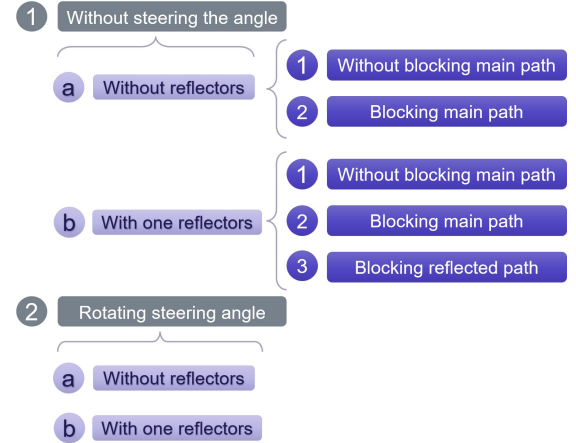 1 Without steering the angle
a Without reflectors
1 Without blocking main path
2 Blocking main path
b With one reflectors
1 Without blocking main path
2 Blocking main path
3 Blocking reflected path
2 Rotating steering angle
a Without reflectors
b With one reflectors